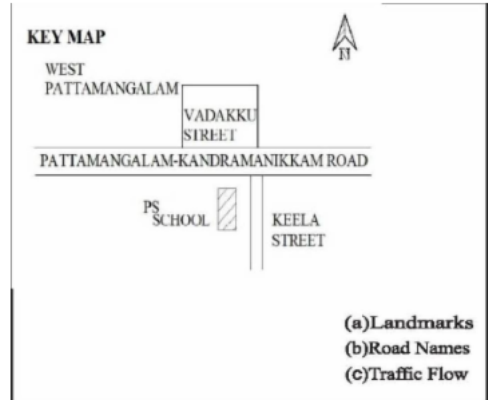 KEY MAP
N
WEST
PATTAMANGALAM
VADAKKU
STREET
PATTAMANGALAM-KANDRAMANIKKAM ROAD
PS
SCHOOL
KEELA
STREET
(a)Landmarks
(b)Road Names
(c)Traffic Flow